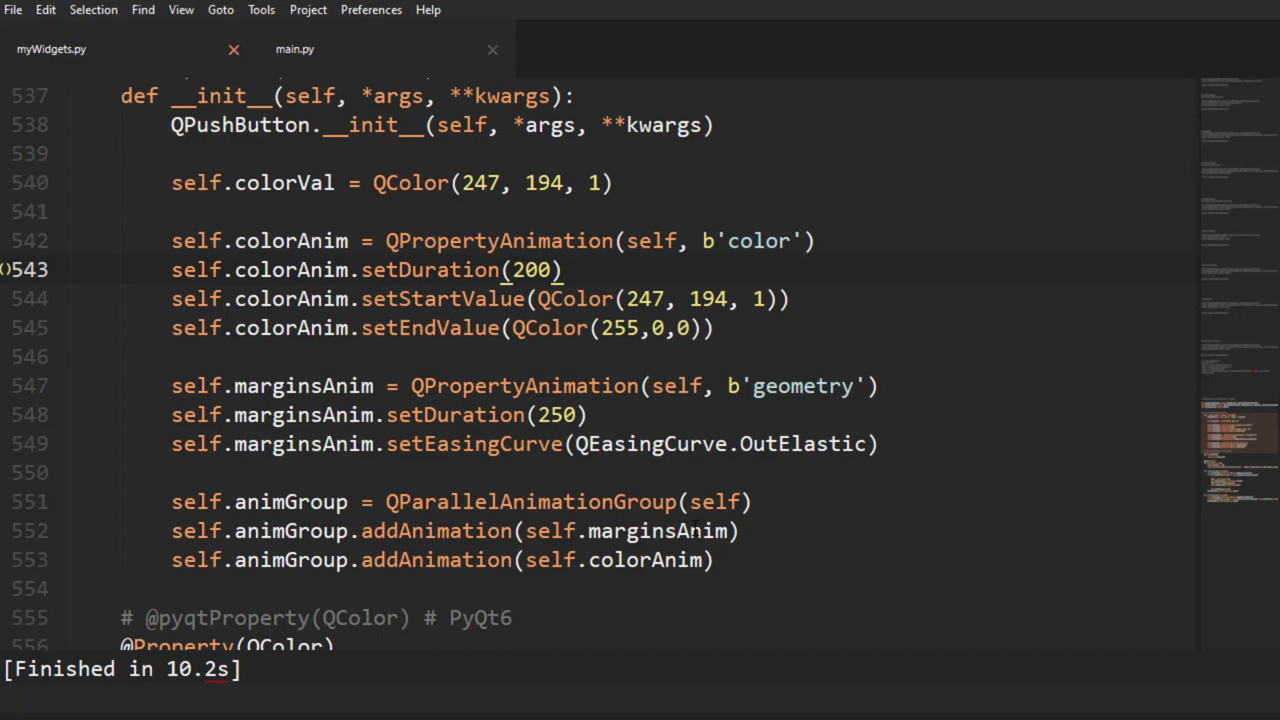 File Edit Selection Find View Goto Tools Project Preferences Help
myWidgets.py main.py
537 def __init__(self, *args, **kwargs):
538 QPushButton.__init__(self, *args, **kwargs)
539
540 self.colorVal = QColor(247, 194, 1)
541
542 self.colorAnim = QPropertyAnimation(self, b'color')
543 self.colorAnim.setDuration(200)
544 self.colorAnim.setStartValue(QColor(247, 194, 1))
545 self.colorAnim.setEndValue(QColor(255,0,0))
546
547 self.marginsAnim = QPropertyAnimation(self, b'geometry')
548 self.marginsAnim.setDuration(250)
549 self.marginsAnim.setEasingCurve(QEasingCurve.OutElastic)
550
551 self.animGroup = QParallelAnimationGroup(self)
552 self.animGroup.addAnimation(self.marginsAnim)
553 self.animGroup.addAnimation(self.colorAnim)
554
555 # @pyqtProperty(QColor) # PyQt6
556 @Property(QColor)
[Finished in 10.2s]